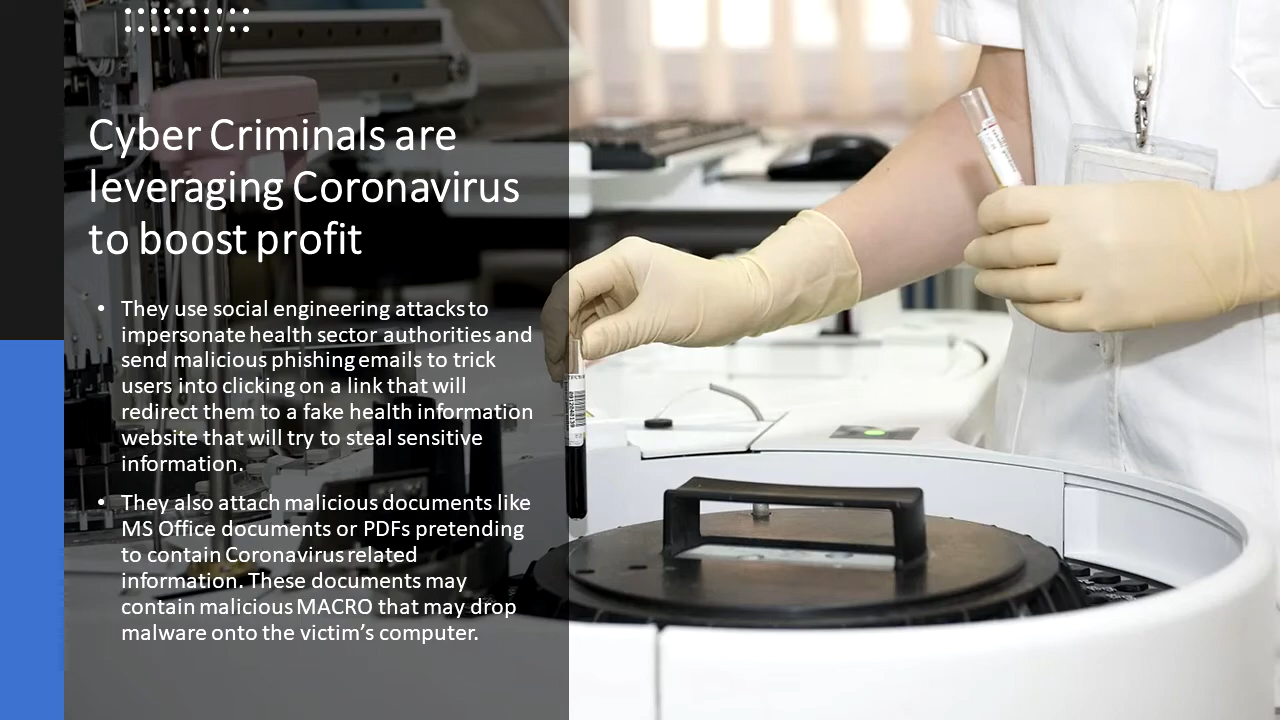 Cyber Criminals are
leveraging Coronavirus
to boost profit
• They use social engineering attacks to
impersonate health sector authorities and
send malicious phishing emails to trick
users into clicking on a link that will
redirect them to a fake health information
website that will try to steal sensitive
information.
• They also attach malicious documents like
MS Office documents or PDFs pretending
to contain Coronavirus related
information. These documents may
contain malicious MACRO that may drop
malware onto the victim's computer.